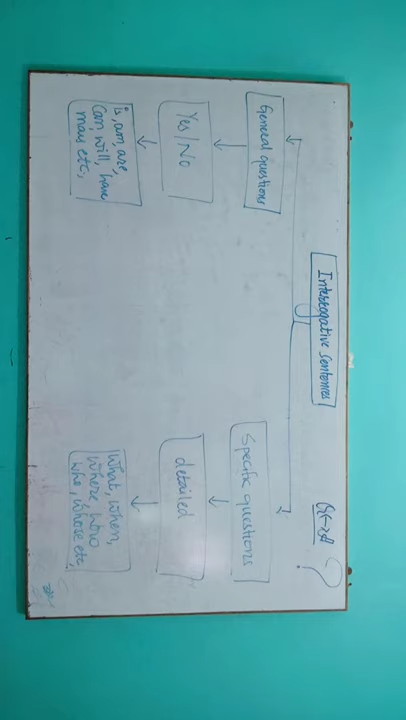 Interrogative Sentences
General questions
Yes/No
is, am, are,
Can, will, have
may etc,
Specific questions
detailed
What, when,
where, how
who, whose etc,
?